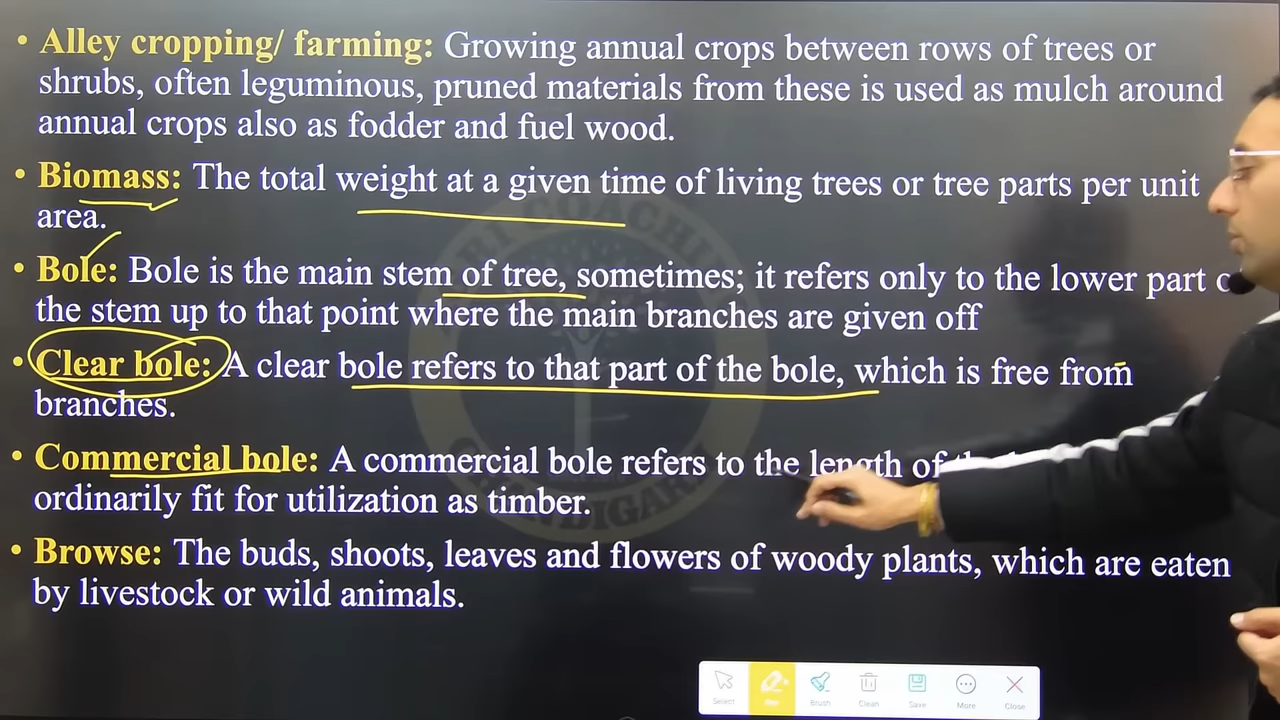 • Alley cropping/ farming: Growing annual crops between rows of trees or
shrubs, often leguminous, pruned materials from these is used as mulch around
annual crops also as fodder and fuel wood.
• Biomass: The total weight at a given time of living trees or tree parts per unit
area.
• Bole: Bole is the main stem of tree, sometimes; it refers only to the lower part
the stem up to that point where the main branches are given off
• Clear bole: A clear bole refers to that part of the bole, which is free from
branches.
• Commercial bole: A commercial bole refers to the length of
ordinarily fit for utilization as timber.
• Browse: The buds, shoots, leaves and flowers of woody plants, which are eaten
by livestock or wild animals.
Select Brush Clean Save More Close